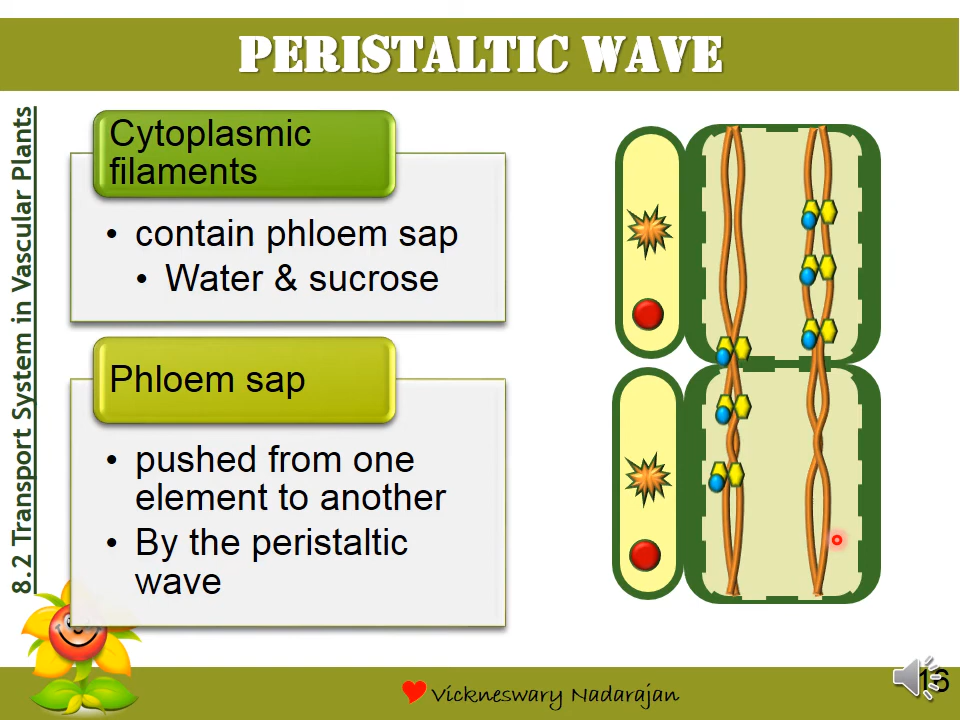 PERISTALTIC WAVE
8.2 Transport System in Vascular Plants
Cytoplasmic
filaments
• contain phloem sap
• Water & sucrose
Phloem sap
• pushed from one
element to another
• By the peristaltic
wave
Vickneswary Nadarajan